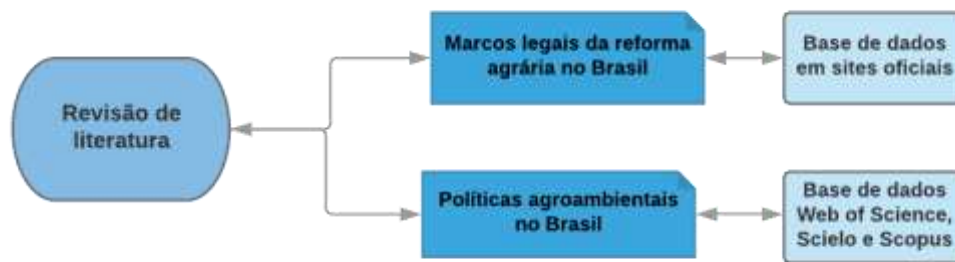 Revisão de
literatura
Marcos legais da reforma
agrária no Brasil
Base de dados
em sites oficiais
Políticas agroambientais
no Brasil
Base de dados
Web of Science,
Scielo e Scopus